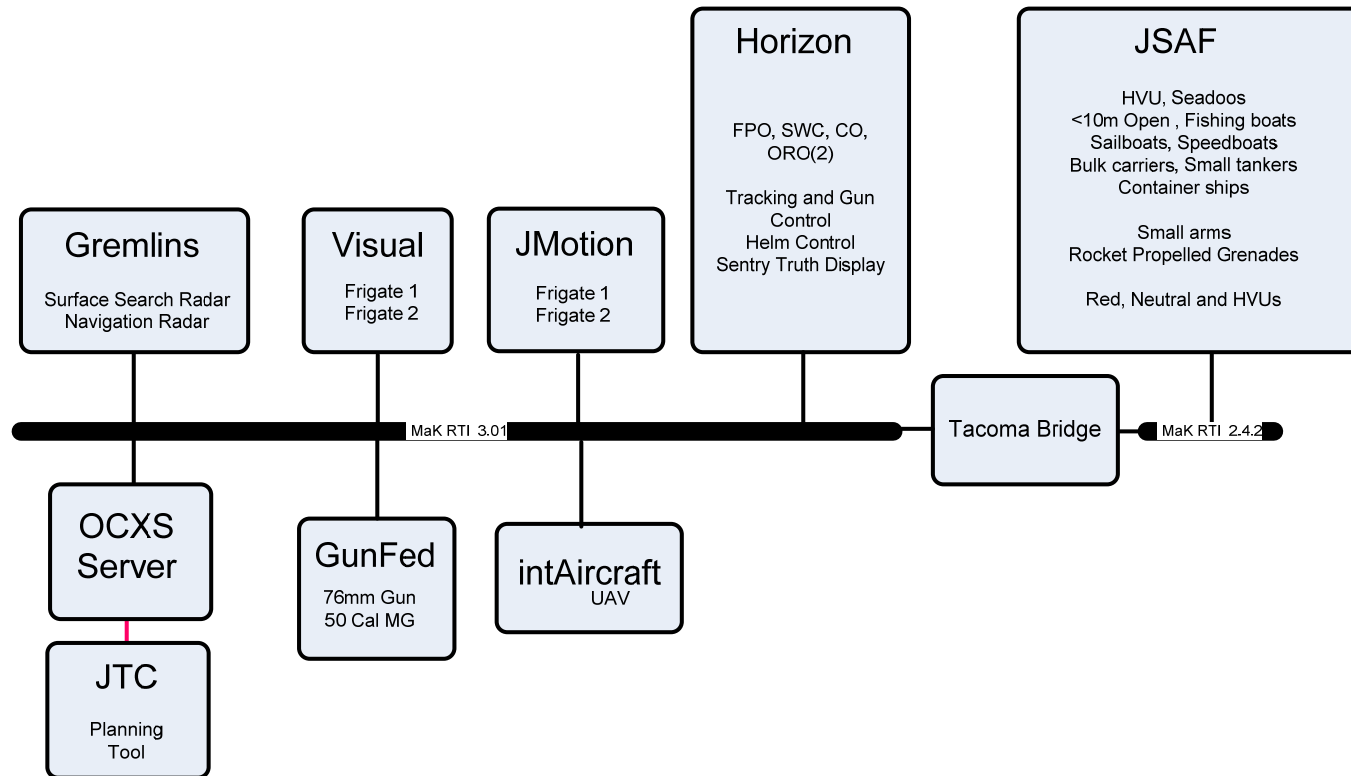 Horizon
FPO, SWC, CO,
ORO(2)
Tracking and Gun
Control
Helm Control
Sentry Truth Display
JSAF
HVU, Seadoos
<10m Open , Fishing boats
Sailboats, Speedboats
Bulk carriers, Small tankers
Container ships
Small arms
Rocket Propelled Grenades
Red, Neutral and HVUs
Gremlins
Surface Search Radar
Navigation Radar
Visual
Frigate 1
Frigate 2
JMotion
Frigate 1
Frigate 2
MaK RTI 3.01
Tacoma Bridge
MaK RTI 2.4.2
OCXS
Server
GunFed
76mm Gun
50 Cal MG
intAircraft
UAV
JTC
Planning
Tool